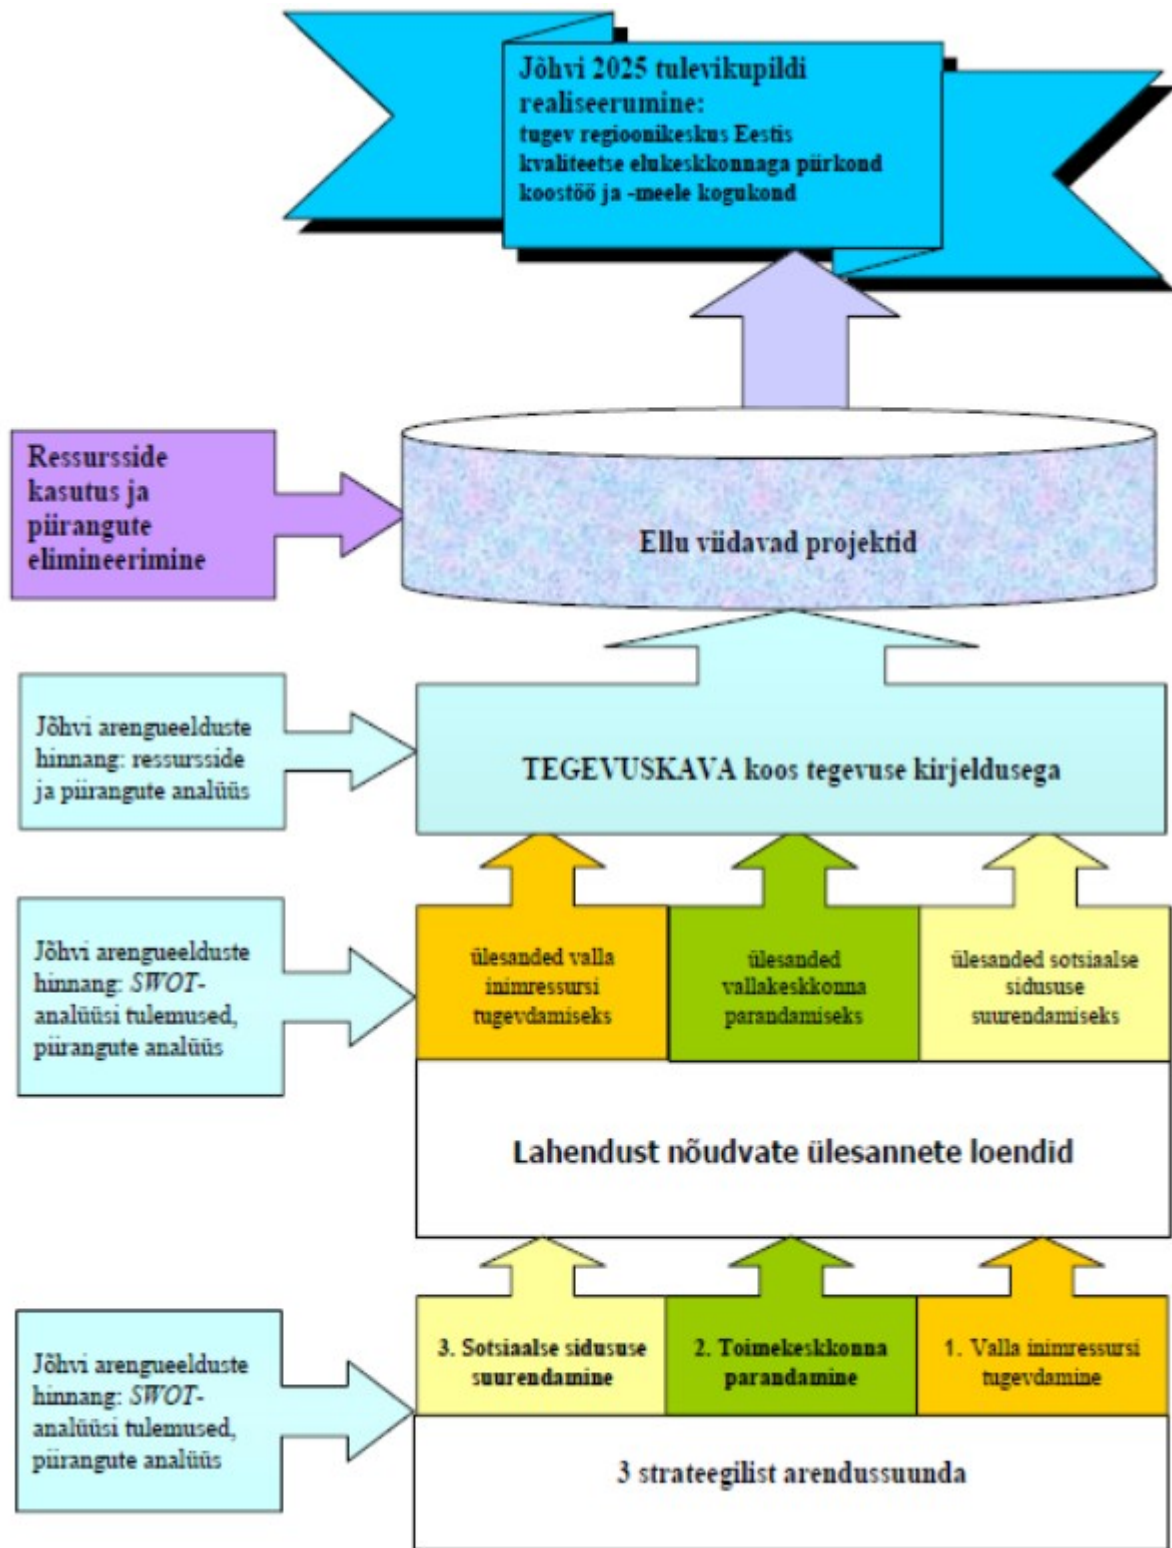 Jõhvi 2025 tulevikupildi
realiseerumine:
tugev regioonikeskus Eestis
kvaliteetse elukeskkonnaga piirkond
koostöö ja -meele kogukond
Ressursside
kasutus ja
piirangute
elimineerimine
Ellu viidavad projektid
Jõhvi arengueelduste
hinnang: ressursside
ja piirangute analüüs
TEGEVUSKAVA koos tegevuse kirjeldusega
Jõhvi arengueelduste
hinnang: SWOT-
analüüsi tulemused,
piirangute analüüs
ülesanded valla
inimressursi
tugevdamiseks
ülesanded
vallakeskkonna
parandamiseks
ülesanded sotsiaalse
sidususe
suurendamiseks
Lahendust nõudvate ülesannete loendid
Jõhvi arengueelduste
hinnang: SWOT-
analüüsi tulemused,
piirangute analüüs
3. Sotsiaalse sidususe
suurendamine
2. Toimekeskkonna
parandamine
1. Valla inimressursi
tugevdamine
3 strateegilist arendussuunda